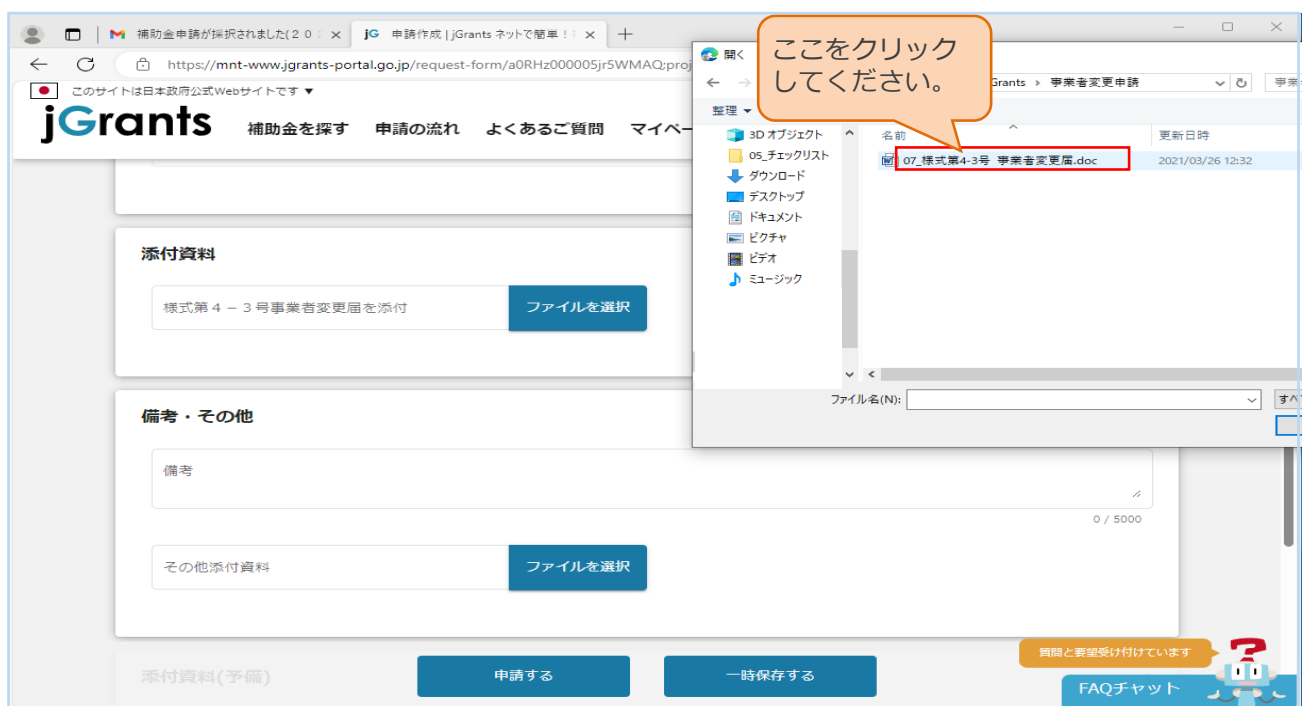 補助金申請が採択されました(２０
jG 申請作成 | jGrants ネットで簡単！
https://mnt-www.jgrants-portal.go.jp/request-form/a0RHz000005jr5WMAQ;proj
このサイトは日本政府公式Webサイトです ▼
jGrants
補助金を探す 申請の流れ よくあるご質問 マイペー
添付資料
様式第４－３号事業者変更届を添付
ファイルを選択
備考・その他
備考
0 / 5000
その他添付資料
ファイルを選択
添付資料(予備)
申請する
一時保存する
質問と要望受け付けています
FAQチャット
開く
ここをクリック
してください。
Grants › 事業者変更申請
事業
整理 ▼
3D オブジェクト
05_チェックリスト
ダウンロード
デスクトップ
ドキュメント
ピクチャ
ビデオ
ミュージック
名前
更新日時
07_様式第4-3号 事業者変更届.doc
2021/03/26 12:32
ファイル名(N):
すべ